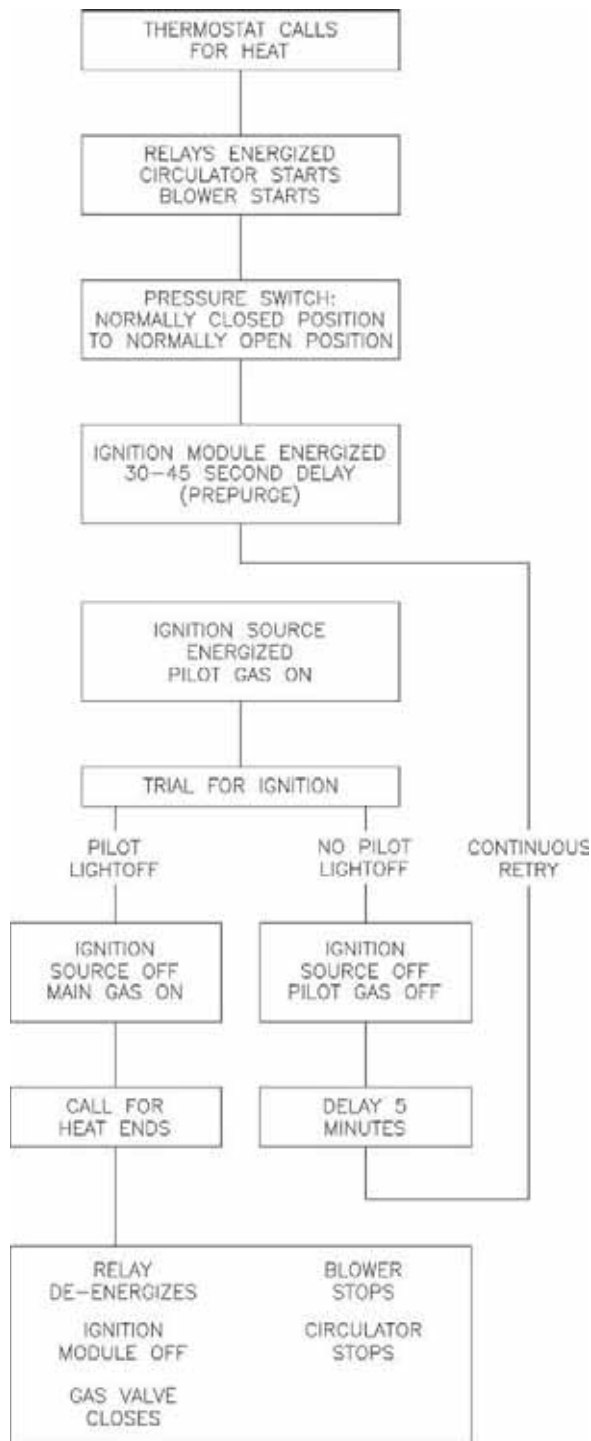 THERMOSTAT CALLS
FOR HEAT
RELAYS ENERGIZED
CIRCULATOR STARTS
BLOWER STARTS
PRESSURE SWITCH:
NORMALLY CLOSED POSITION
TO NORMALLY OPEN POSITION
IGNITION MODULE ENERGIZED
30-45 SECOND DELAY
(PREPURGE)
IGNITION SOURCE
ENERGIZED
PILOT GAS ON
TRIAL FOR IGNITION
PILOT
LIGHTOFF
NO PILOT
LIGHTOFF
CONTINUOUS
RETRY
IGNITION
SOURCE OFF
MAIN GAS ON
IGNITION
SOURCE OFF
PILOT GAS OFF
CALL FOR
HEAT ENDS
DELAY 5
MINUTES
RELAY
DE-ENERGIZES
IGNITION
MODULE OFF
GAS VALVE
CLOSES
BLOWER
STOPS
CIRCULATOR
STOPS